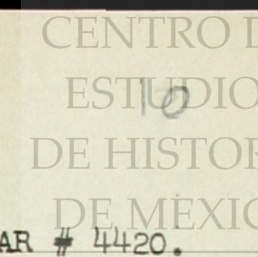 CENTRO D
ESTUDIO
10
DE HISTOR
DE MÉXIC
AR # 4420.